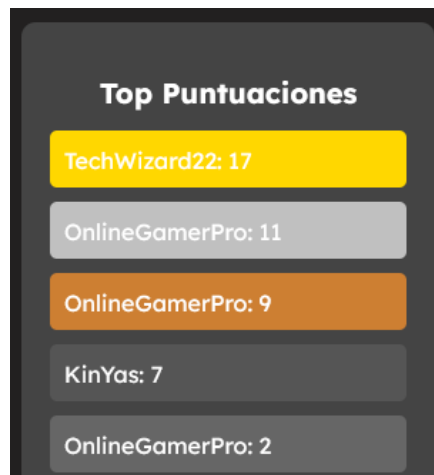 Top Puntuaciones
TechWizard22: 17
OnlineGamerPro: 11
OnlineGamerPro: 9
KinYas: 7
OnlineGamerPro: 2